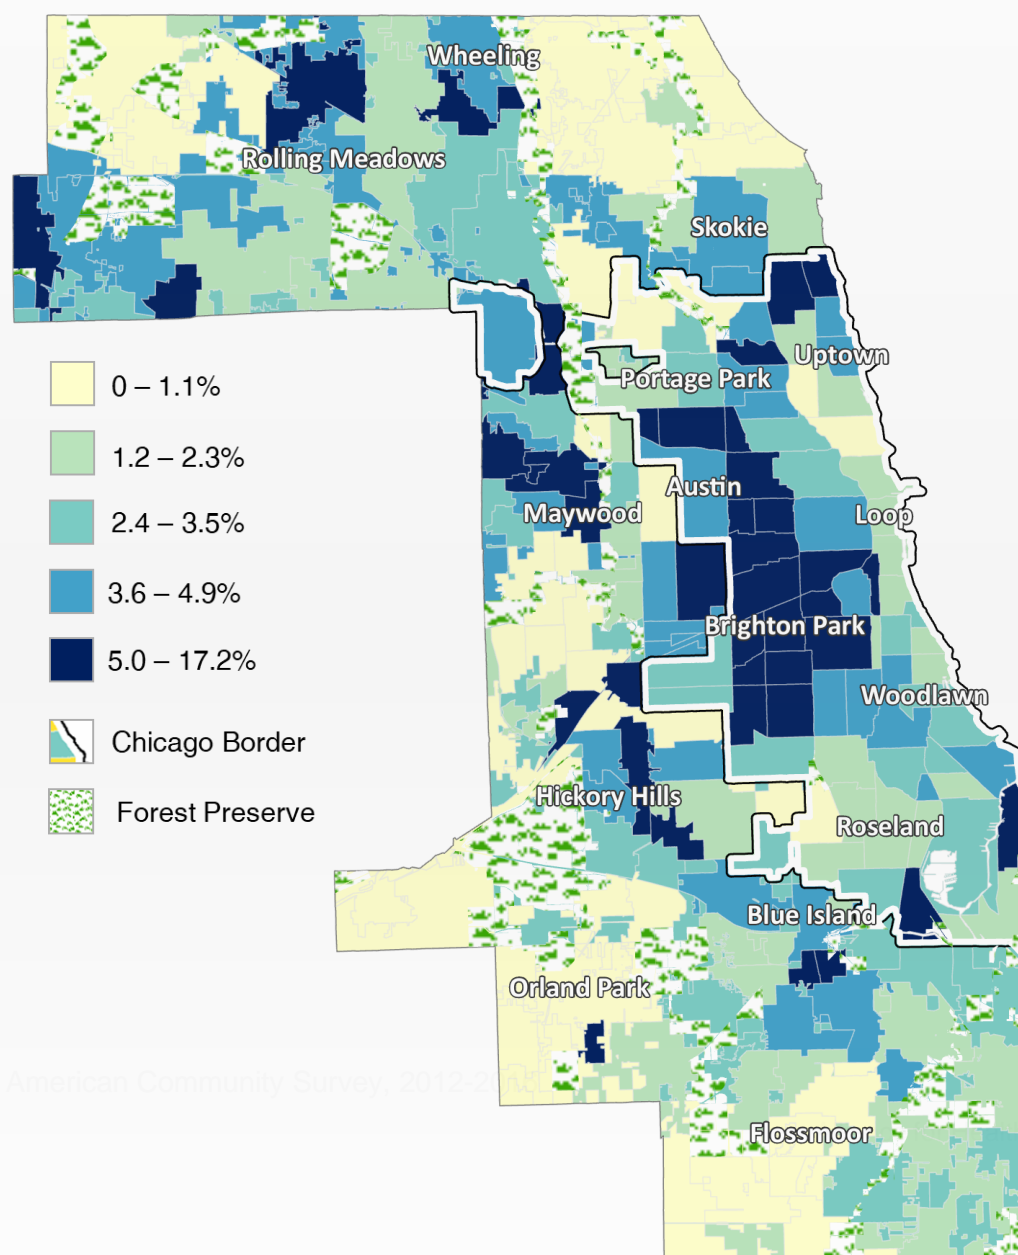 Wheeling
Rolling Meadows
Skokie
Uptown
Portage Park
Austin
Loop
Maywood
Brighton Park
Woodlawn
Hickory Hills
Roseland
Blue Island
Orland Park
Flossmoor
0 – 1.1%
1.2 – 2.3%
2.4 – 3.5%
3.6 – 4.9%
5.0 – 17.2%
Chicago Border
Forest Preserve
American Community Survey, 2012-20